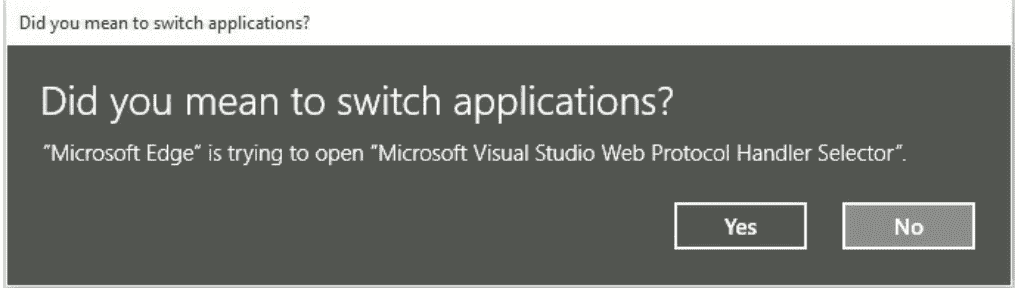 Did you mean to switch applications?
Did you mean to switch applications?
"Microsoft Edge" is trying to open "Microsoft Visual Studio Web Protocol Handler Selector".
Yes No